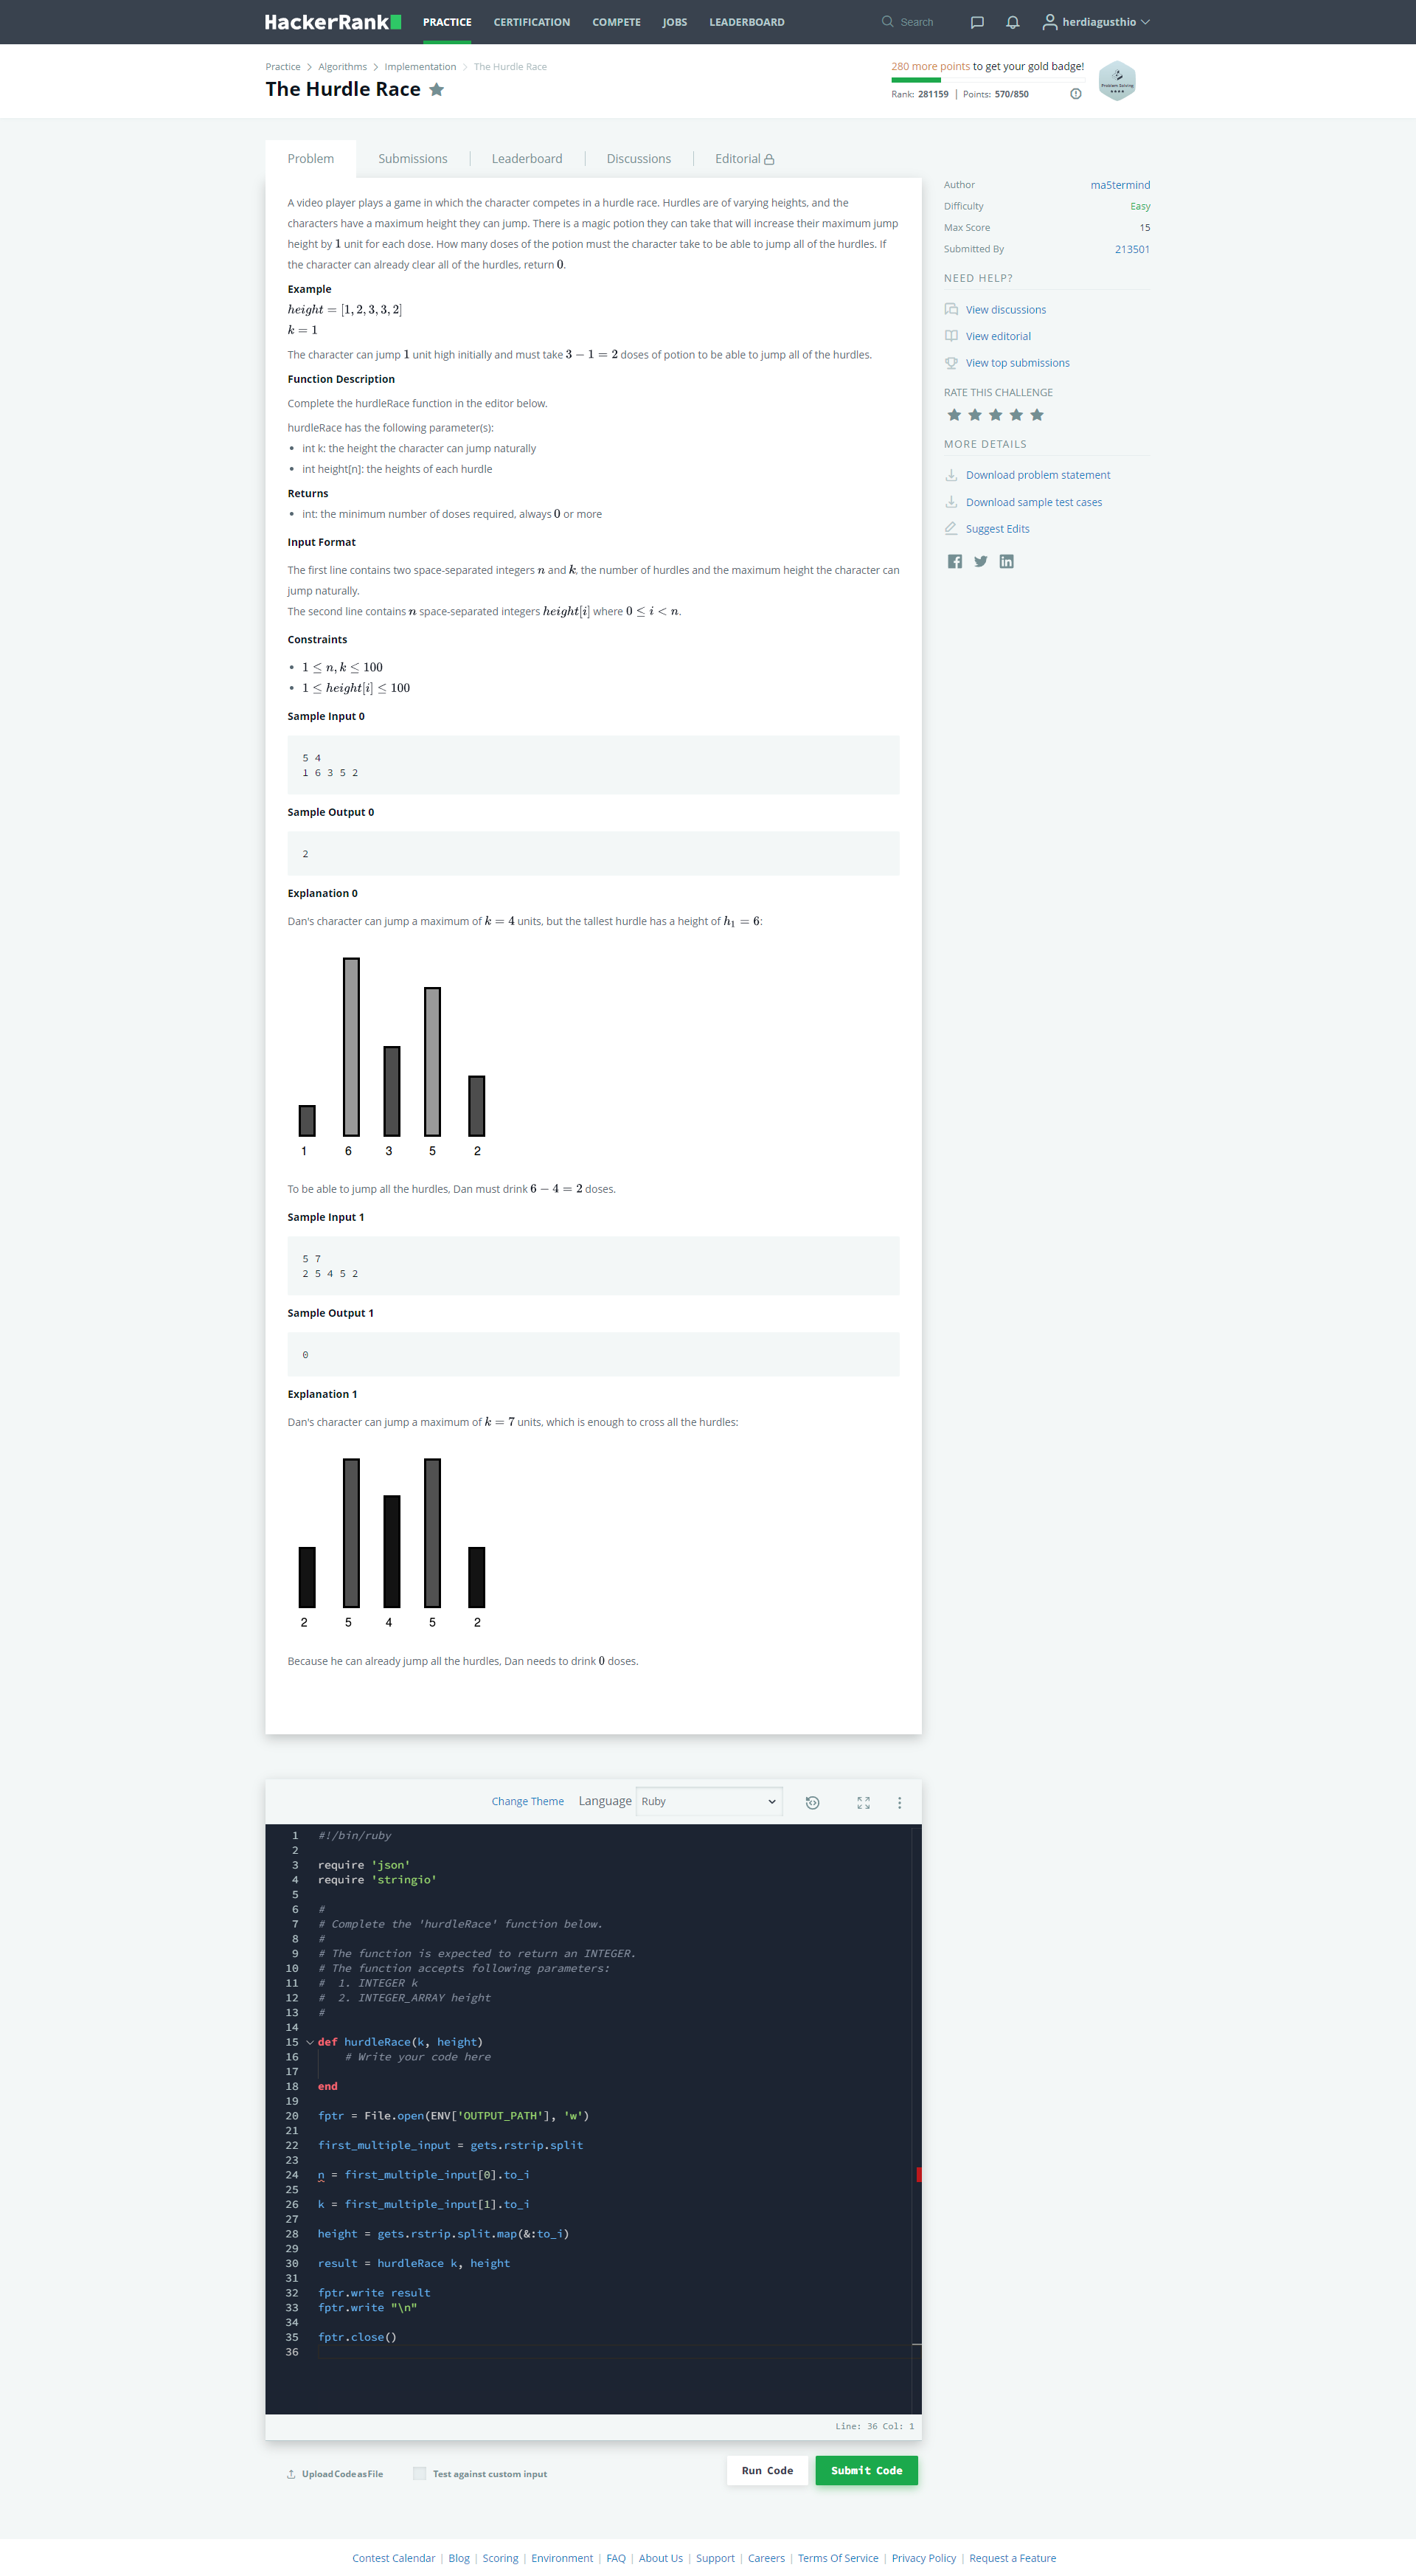 HackerRank PRACTICE CERTIFICATION COMPETE JOBS LEADERBOARD Search herdiagusthio
Practice Algorithms Implementation The Hurdle Race
The Hurdle Race
280 more points to get your gold badge!
Rank: 281159 | Points: 570/850
Problem Solving
Problem Submissions Leaderboard Discussions Editorial
A video player plays a game in which the character competes in a hurdle race. Hurdles are of varying heights, and the
characters have a maximum height they can jump. There is a magic potion they can take that will increase their maximum jump
height by 1 unit for each dose. How many doses of the potion must the character take to be able to jump all of the hurdles. If
the character can already clear all of the hurdles, return 0.
Example
height = [1, 2, 3, 3, 2]
k = 1
The character can jump 1 unit high initially and must take 3 − 1 = 2 doses of potion to be able to jump all of the hurdles.
Function Description
Complete the hurdleRace function in the editor below.
hurdleRace has the following parameter(s):
• int k: the height the character can jump naturally
• int height[n]: the heights of each hurdle
Returns
• int: the minimum number of doses required, always 0 or more
Input Format
The first line contains two space-separated integers n and k, the number of hurdles and the maximum height the character can
jump naturally.
The second line contains n space-separated integers height[i] where 0 ≤ i < n.
Constraints
• 1 ≤ n, k ≤ 100
• 1 ≤ height[i] ≤ 100
Sample Input 0
5 4
1 6 3 5 2
Sample Output 0
2
Explanation 0
Dan's character can jump a maximum of k = 4 units, but the tallest hurdle has a height of h1 = 6:
1 6 3 5 2
To be able to jump all the hurdles, Dan must drink 6 − 4 = 2 doses.
Sample Input 1
5 7
2 5 4 5 2
Sample Output 1
0
Explanation 1
Dan's character can jump a maximum of k = 7 units, which is enough to cross all the hurdles:
2 5 4 5 2
Because he can already jump all the hurdles, Dan needs to drink 0 doses.
Author ma5termind
Difficulty Easy
Max Score 15
Submitted By 213501
NEED HELP?
View discussions
View editorial
View top submissions
RATE THIS CHALLENGE
MORE DETAILS
Download problem statement
Download sample test cases
Suggest Edits
Change Theme Language Ruby
1 #!/bin/ruby
2
3 require 'json'
4 require 'stringio'
5
6 #
7 # Complete the 'hurdleRace' function below.
8 #
9 # The function is expected to return an INTEGER.
10 # The function accepts following parameters:
11 #  1. INTEGER k
12 #  2. INTEGER_ARRAY height
13 #
14
15 def hurdleRace(k, height)
16     # Write your code here
17
18 end
19
20 fptr = File.open(ENV['OUTPUT_PATH'], 'w')
21
22 first_multiple_input = gets.rstrip.split
23
24 n = first_multiple_input[0].to_i
25
26 k = first_multiple_input[1].to_i
27
28 height = gets.rstrip.split.map(&:to_i)
29
30 result = hurdleRace k, height
31
32 fptr.write result
33 fptr.write "\n"
34
35 fptr.close()
36
Line: 36 Col: 1
Upload Code as File Test against custom input Run Code Submit Code
Contest Calendar | Blog | Scoring | Environment | FAQ | About Us | Support | Careers | Terms Of Service | Privacy Policy | Request a Feature